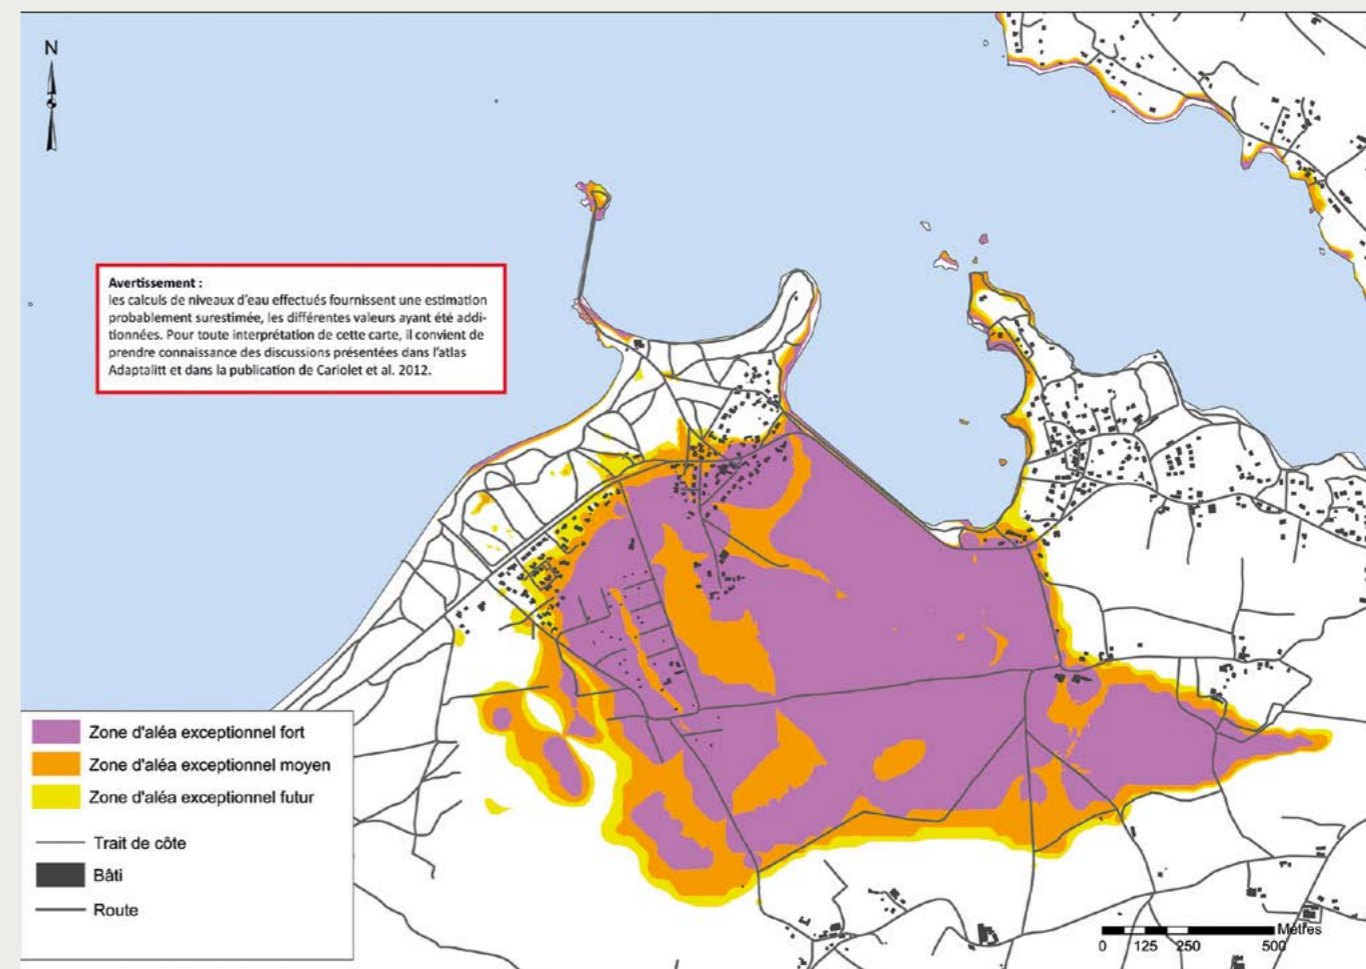 N
Avertissement :
les calculs de niveaux d'eau effectués fournissent une estimation
probablement surestimée, les différentes valeurs ayant été addi-
tionnées. Pour toute interprétation de cette carte, il convient de
prendre connaissance des discussions présentées dans l'atlas
Adaptalitt et dans la publication de Cariolet et al. 2012.
Zone d'aléa exceptionnel fort
Zone d'aléa exceptionnel moyen
Zone d'aléa exceptionnel futur
Trait de côte
Bâti
Route
Mètres
0 125 250 500